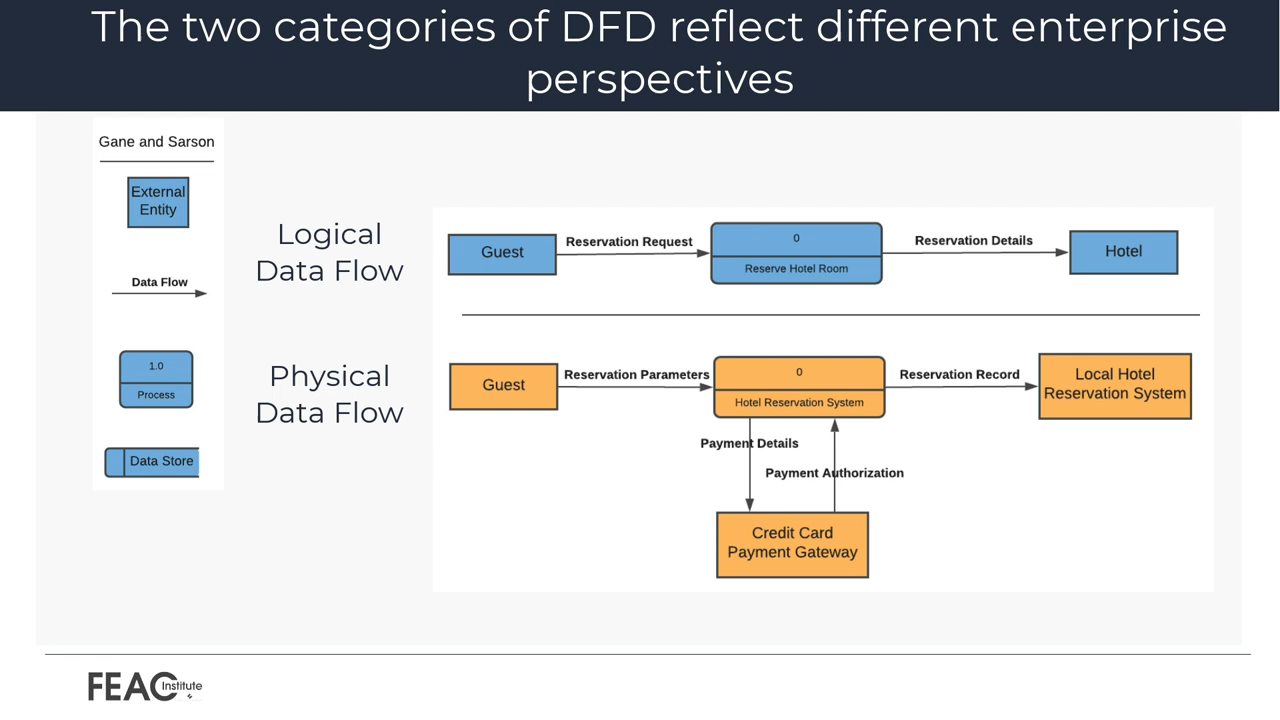 The two categories of DFD reflect different enterprise
perspectives
Gane and Sarson
External
Entity
Data Flow
1.0
Process
Data Store
Logical
Data Flow
Guest
Reservation Request
0
Reserve Hotel Room
Reservation Details
Hotel
Physical
Data Flow
Guest
Reservation Parameters
0
Hotel Reservation System
Reservation Record
Local Hotel
Reservation System
Payment Details
Payment Authorization
Credit Card
Payment Gateway
FEAC Institute